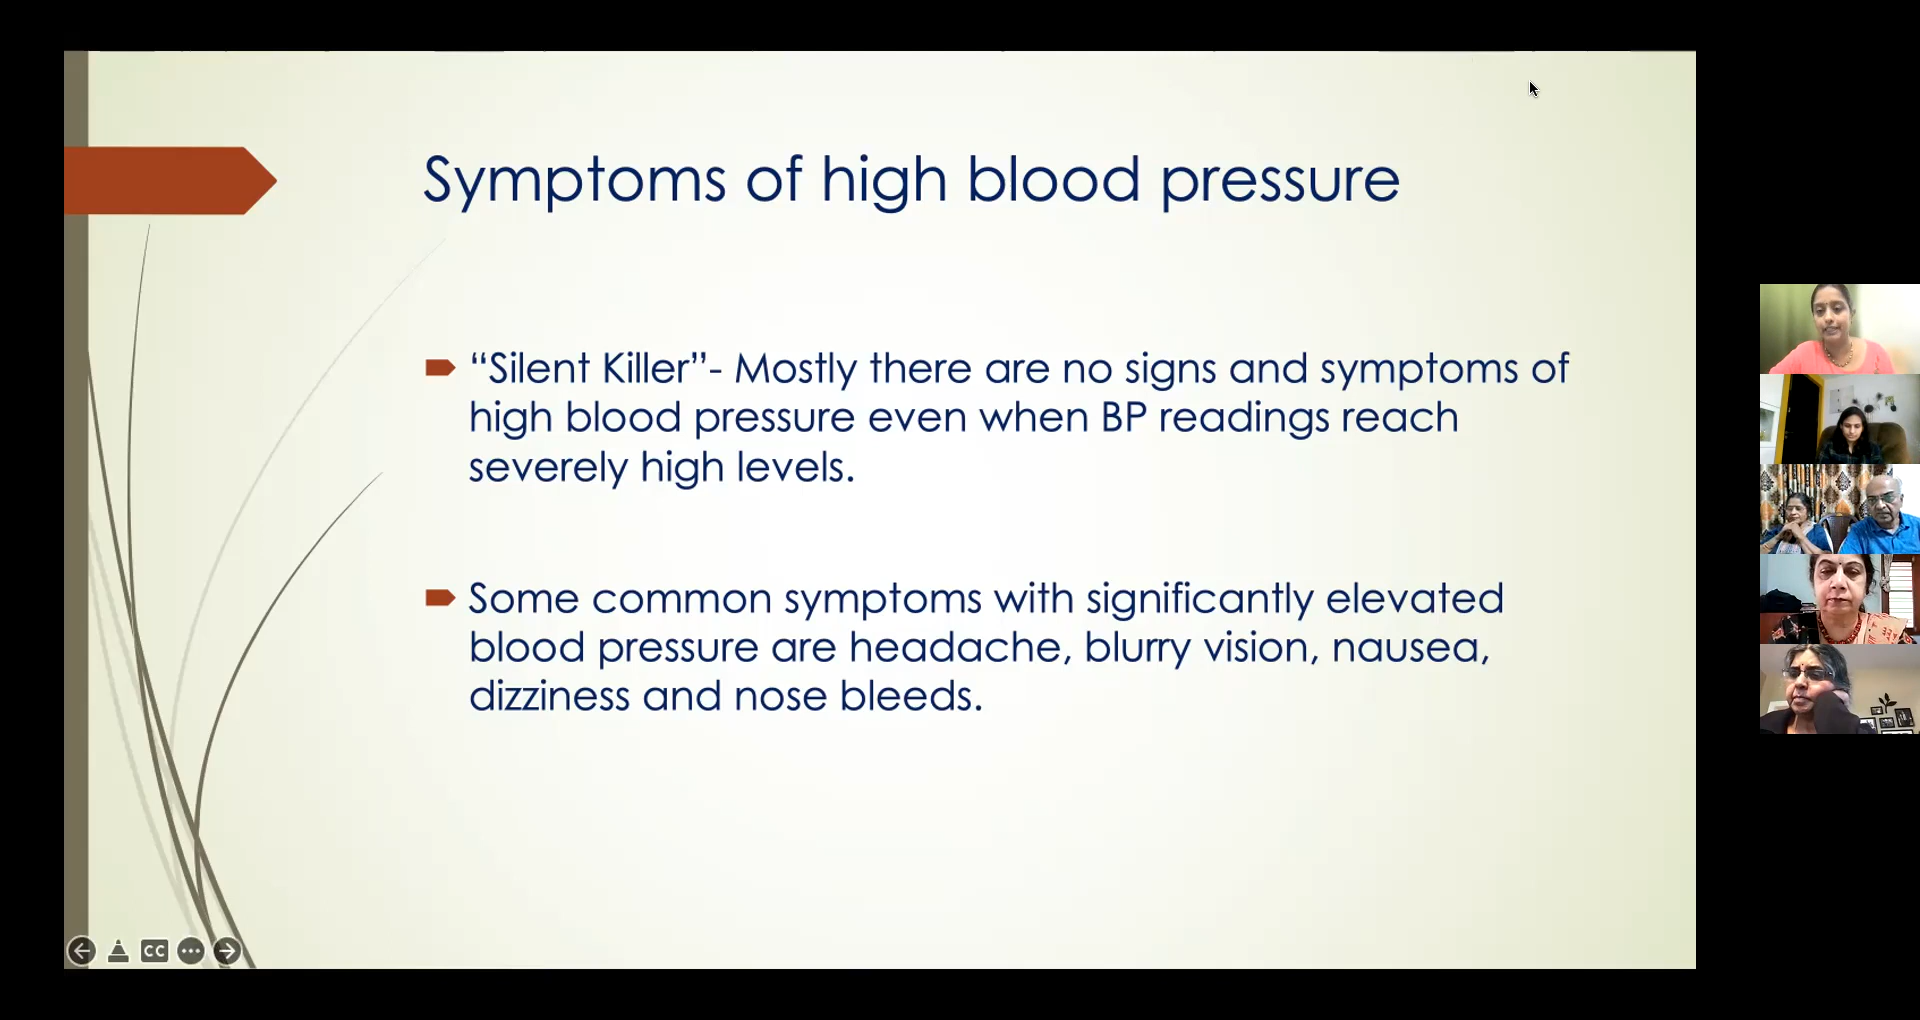 Symptoms of high blood pressure
“Silent Killer”- Mostly there are no signs and symptoms of
high blood pressure even when BP readings reach
severely high levels.
Some common symptoms with significantly elevated
blood pressure are headache, blurry vision, nausea,
dizziness and nose bleeds.
CC